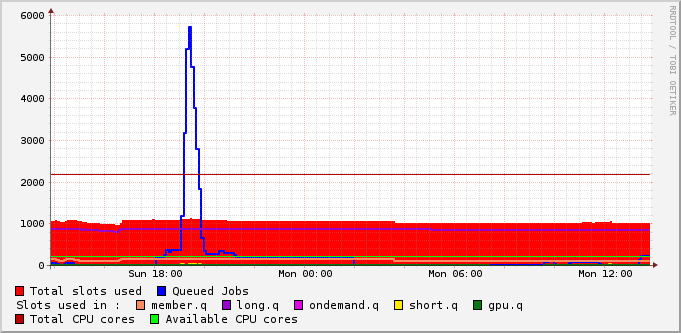 6000
5000
4000
3000
2000
1000
0
Sun 18:00 Mon 00:00 Mon 06:00 Mon 12:00
Total slots used Queued Jobs
Slots used in : member.q long.q ondemand.q short.q gpu.q
Total CPU cores Available CPU cores
RRDTOOL / TOBI OETIKER